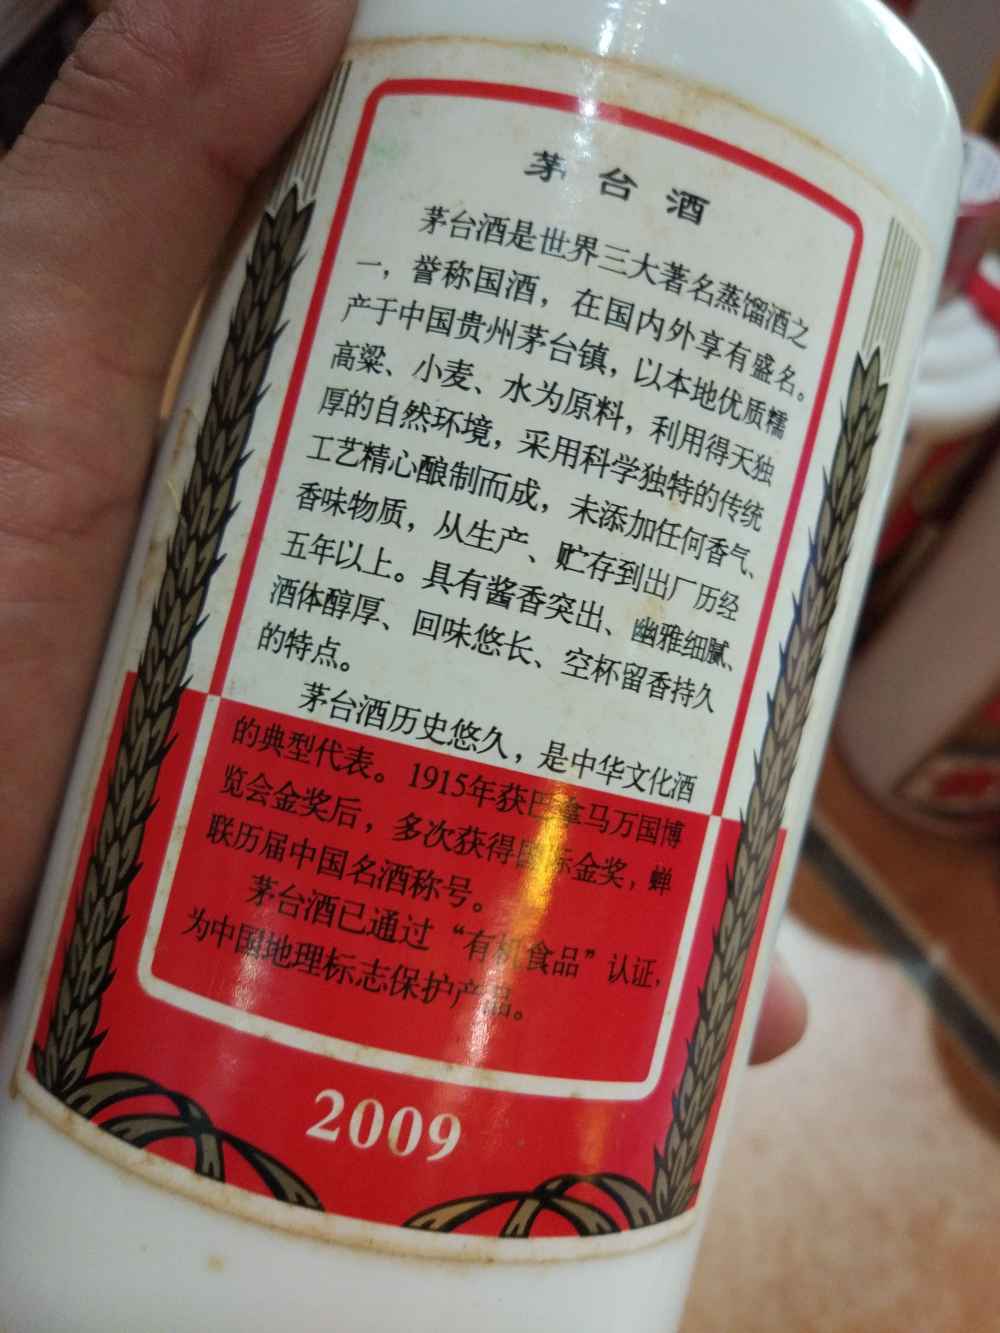 茅台酒
茅台酒是世界三大著名蒸馏酒之
一，誉称国酒，在国内外享有盛名。
产于中国贵州茅台镇，以本地优质糯
高粱、小麦、水为原料，利用得天独
厚的自然环境，采用科学独特的传统
工艺精心酿制而成，未添加任何香气、
香味物质，从生产、贮存到出厂历经
五年以上。具有酱香突出、幽雅细腻、
酒体醇厚、回味悠长、空杯留香持久
的特点。
茅台酒历史悠久，是中华文化酒
的典型代表。1915年获巴拿马万国博
览会金奖后，多次获得国际金奖，蝉
联历届中国名酒称号。
茅台酒已通过“有机食品”认证，
为中国地理标志保护产品。
2009